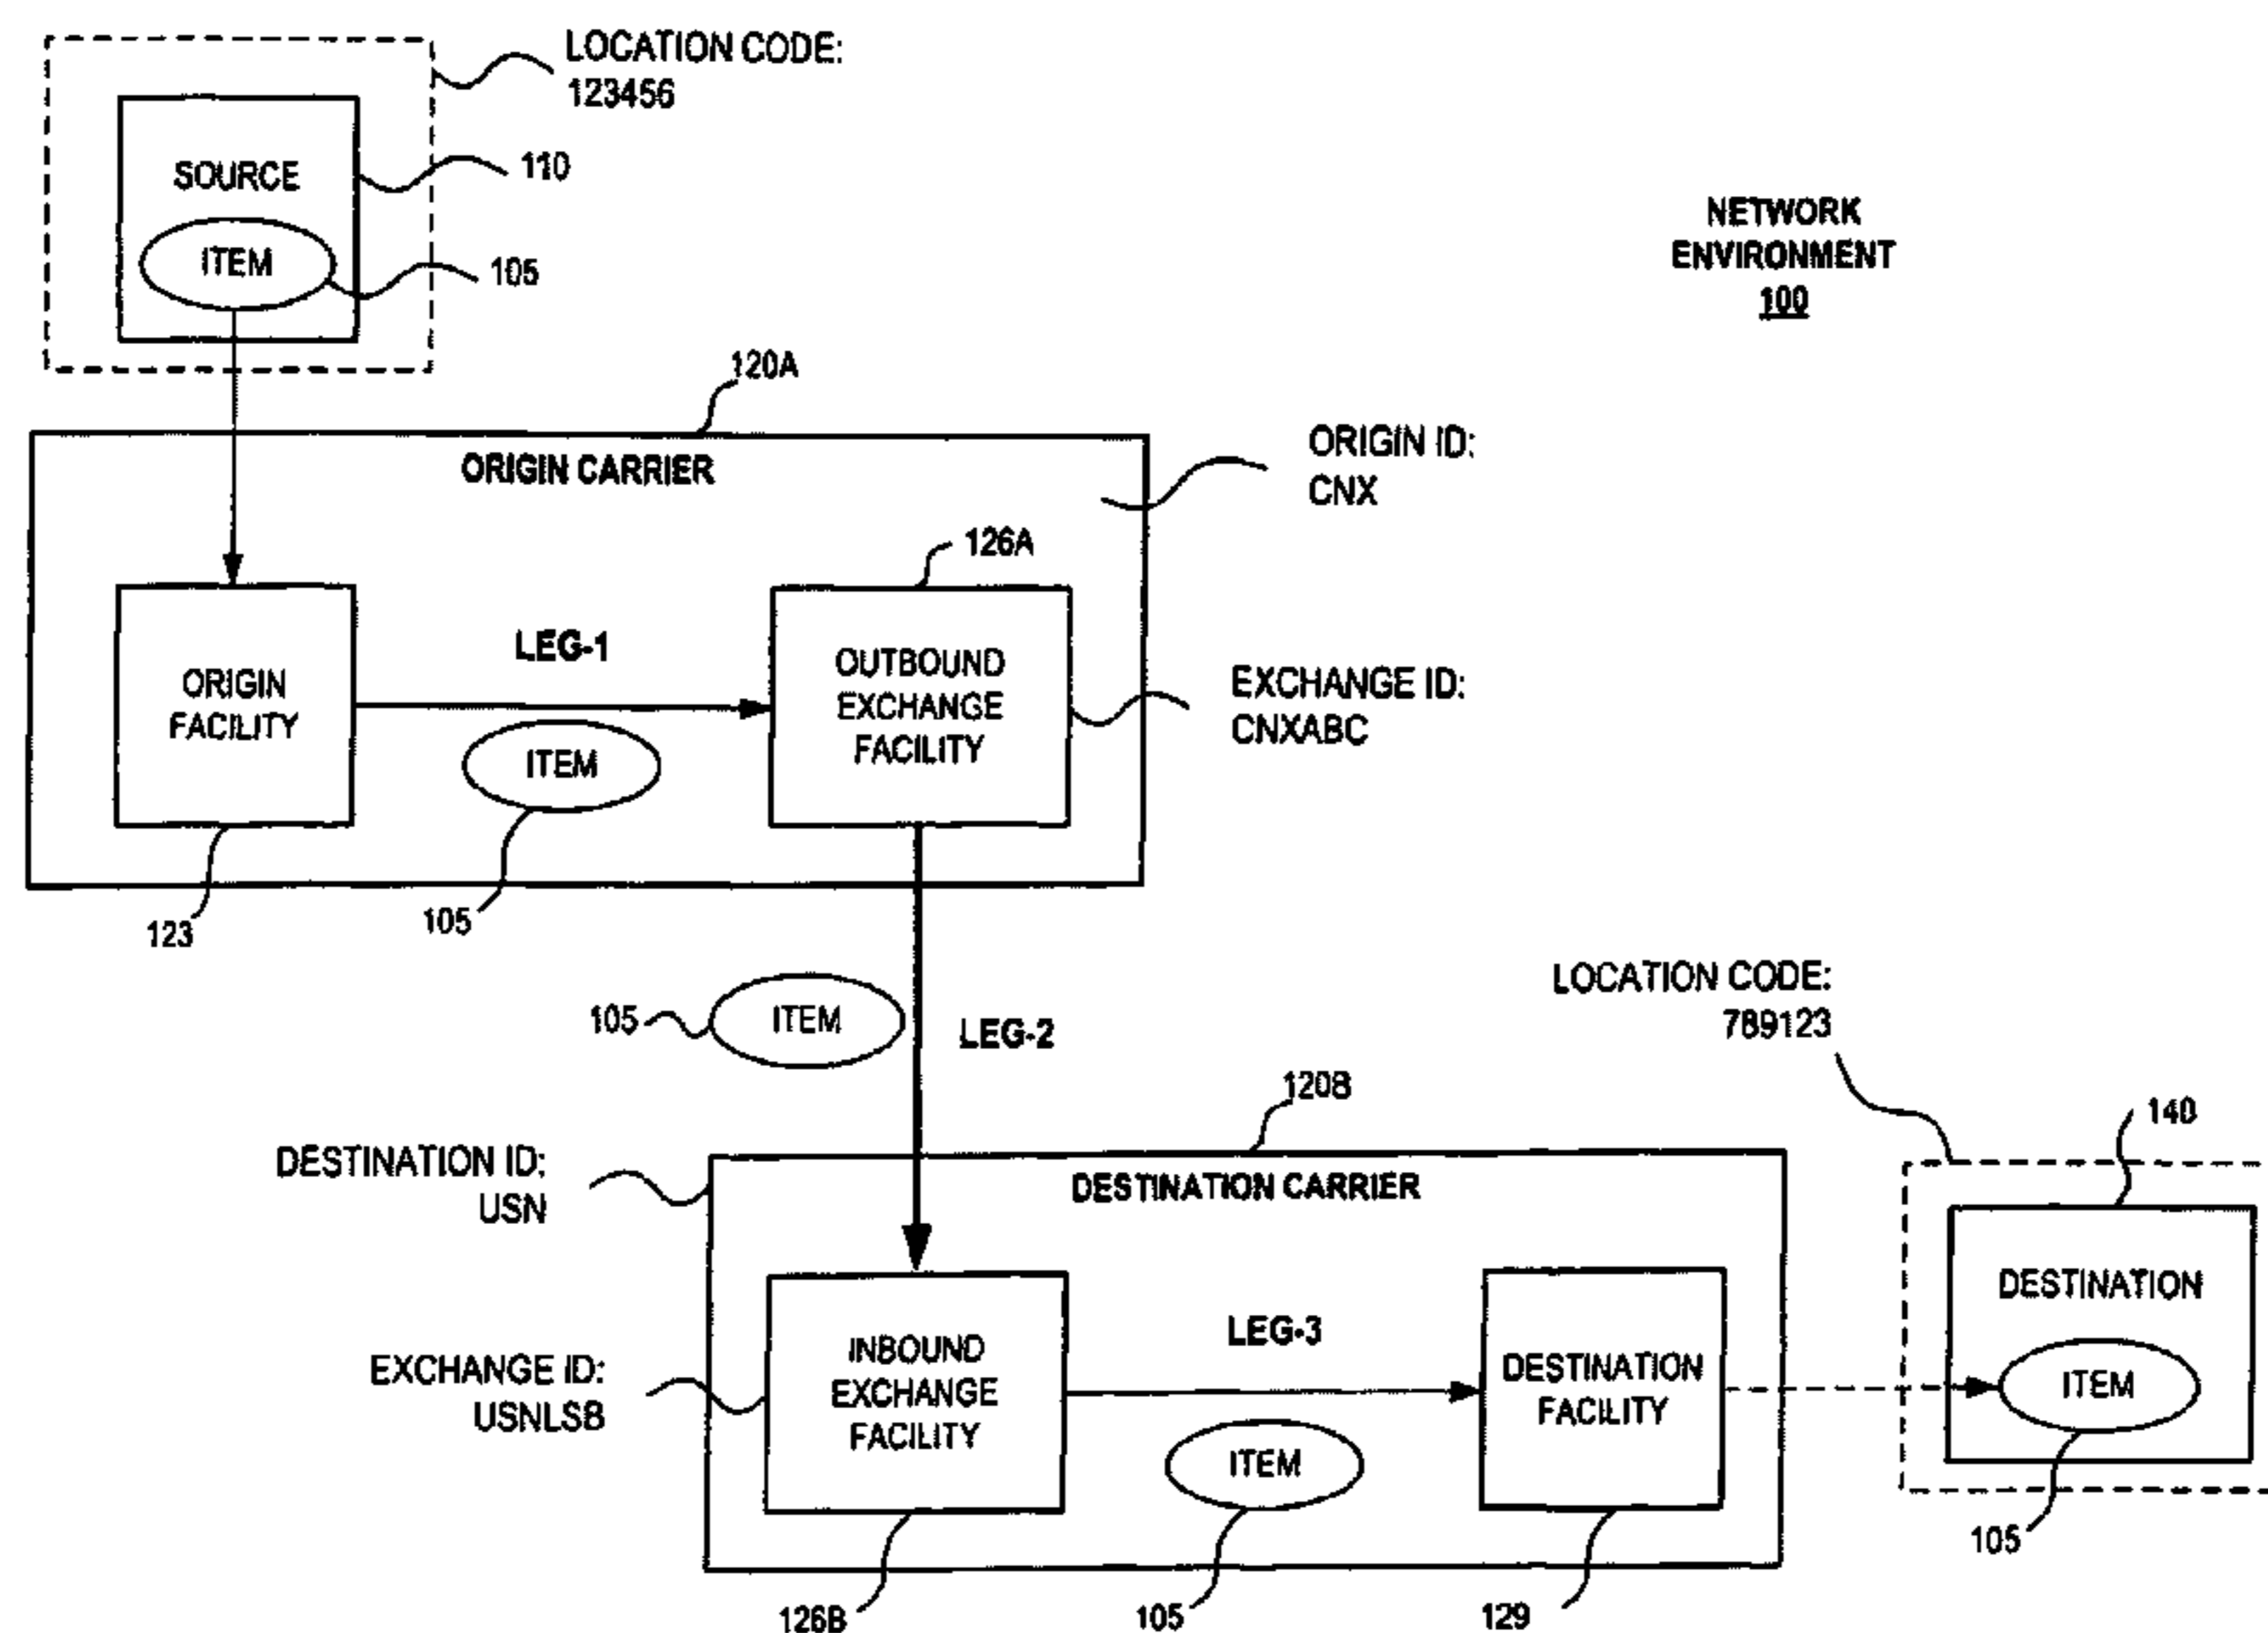 LOCATION CODE:
123456
SOURCE
110
ITEM
105
NETWORK
ENVIRONMENT
100
120A
ORIGIN CARRIER
ORIGIN ID:
CNX
126A
ORIGIN
FACILITY
LEG-1
ITEM
OUTBOUND
EXCHANGE
FACILITY
EXCHANGE ID:
CNXABC
123
105
105
ITEM
LEG-2
LOCATION CODE:
789123
120B
140
DESTINATION ID:
USN
DESTINATION CARRIER
EXCHANGE ID:
USNLSB
INBOUND
EXCHANGE
FACILITY
LEG-3
ITEM
DESTINATION
FACILITY
DESTINATION
ITEM
126B
105
129
105